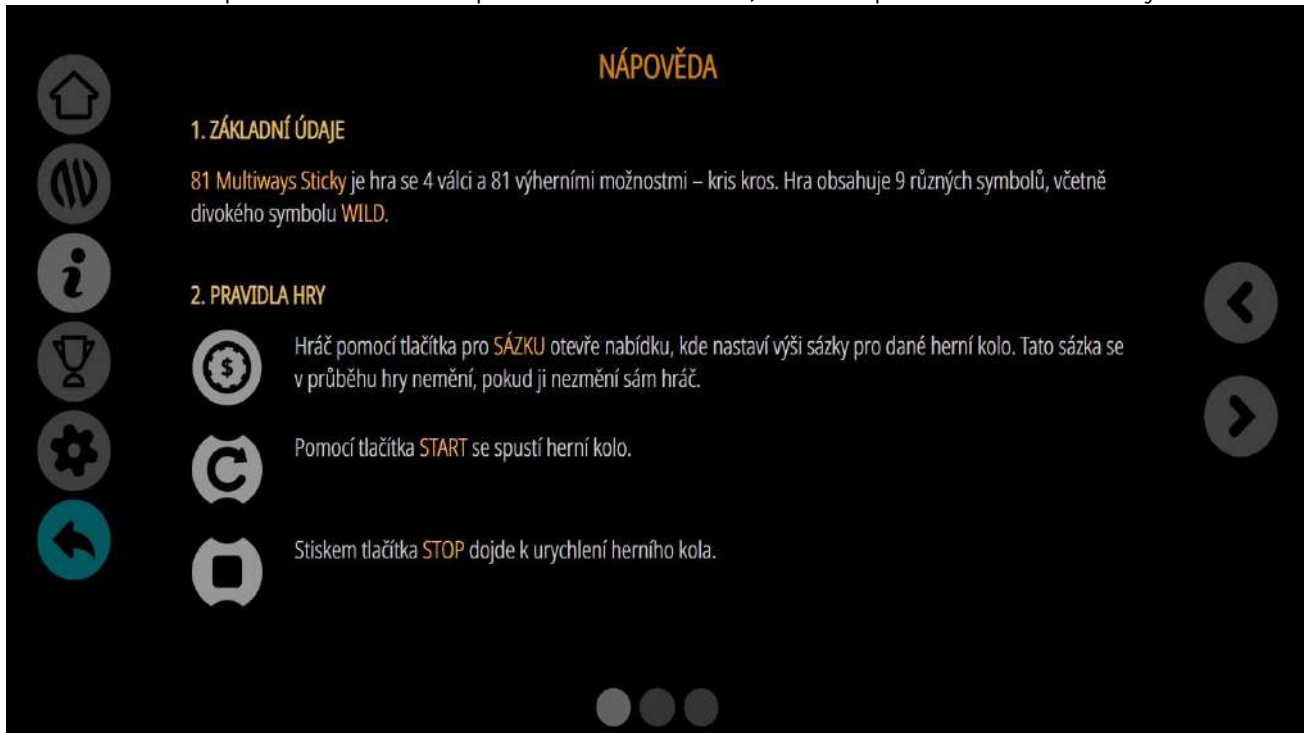 NÁPOVĚDA
1. ZÁKLADNÍ ÚDAJE
81 Multiways Sticky je hra se 4 válci a 81 výherními možnostmi – kris kros. Hra obsahuje 9 různých symbolů, včetně
divokého symbolu WILD.
2. PRAVIDLA HRY
Hráč pomocí tlačítka pro SÁZKU otevře nabídku, kde nastaví výši sázky pro dané herní kolo. Tato sázka se
v průběhu hry nemění, pokud ji nezmění sám hráč.
Pomocí tlačítka START se spustí herní kolo.
Stiskem tlačítka STOP dojde k urychlení herního kola.